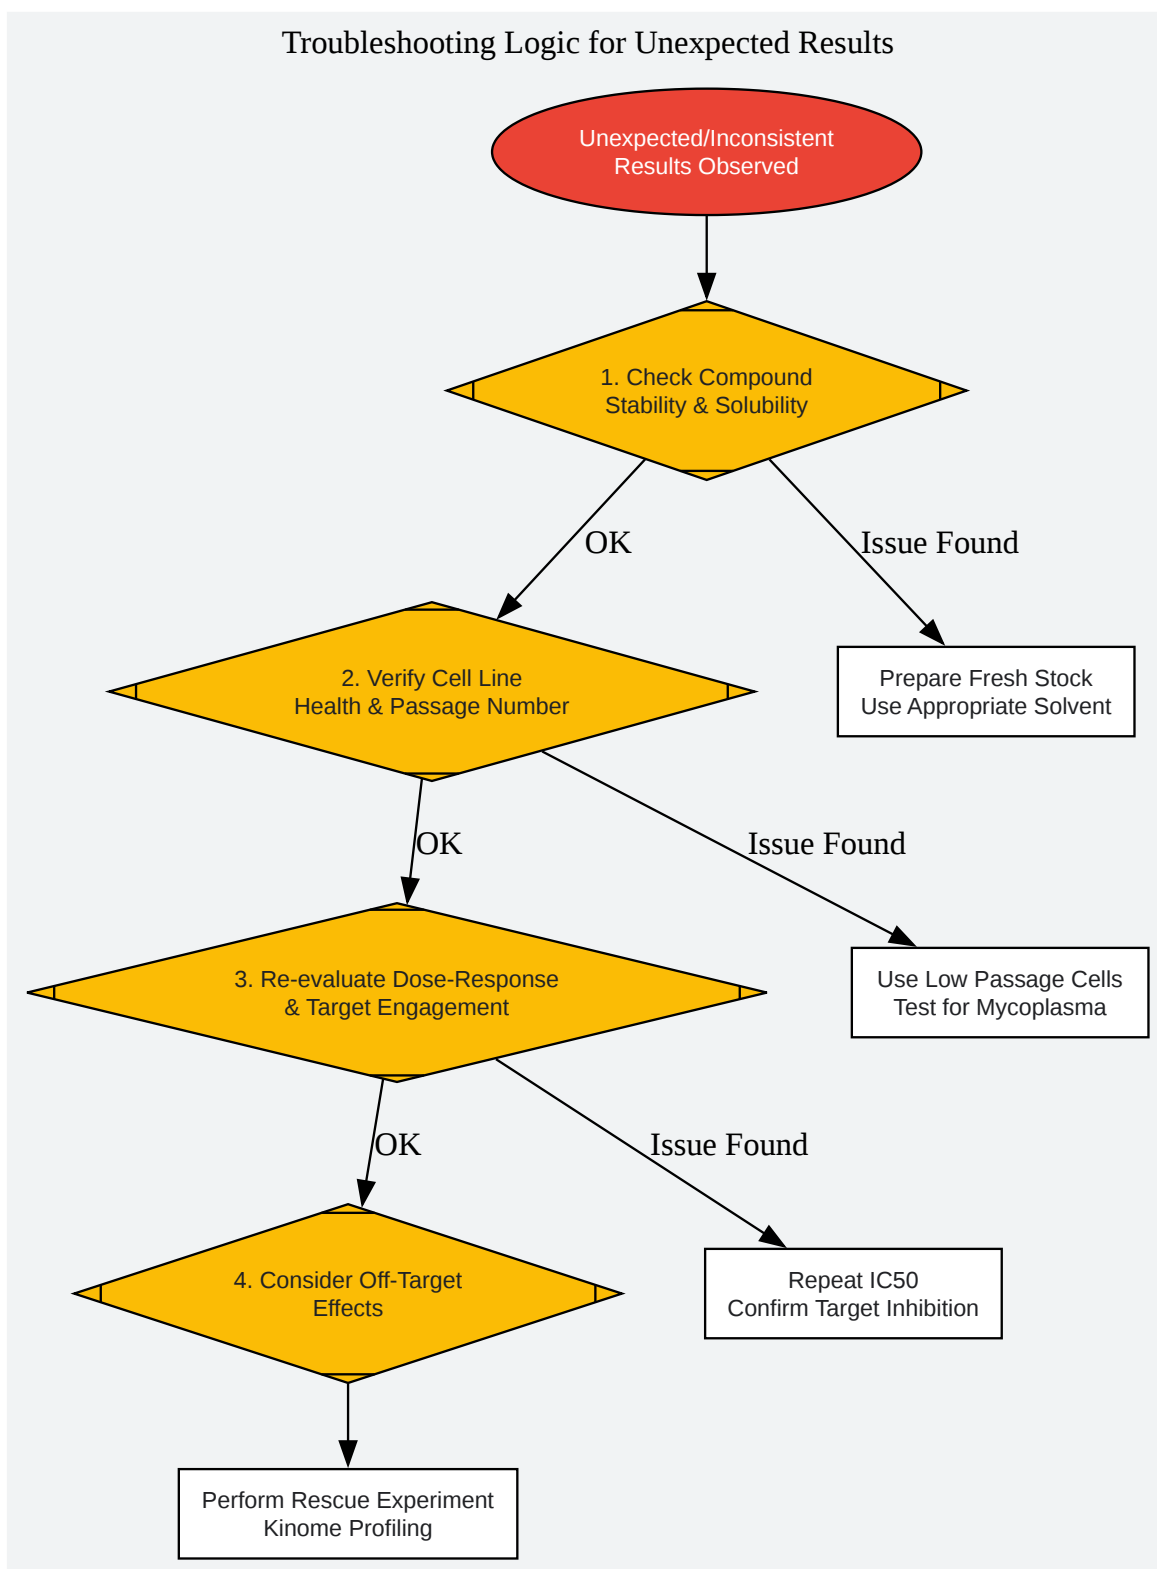 Troubleshooting Logic for Unexpected Results
Unexpected/Inconsistent
Results Observed
1. Check Compound
Stability & Solubility
OK
Issue Found
2. Verify Cell Line
Health & Passage Number
Prepare Fresh Stock
Use Appropriate Solvent
OK
Issue Found
3. Re-evaluate Dose-Response
& Target Engagement
Use Low Passage Cells
Test for Mycoplasma
OK
Issue Found
4. Consider Off-Target
Effects
Repeat IC50
Confirm Target Inhibition
Perform Rescue Experiment
Kinome Profiling